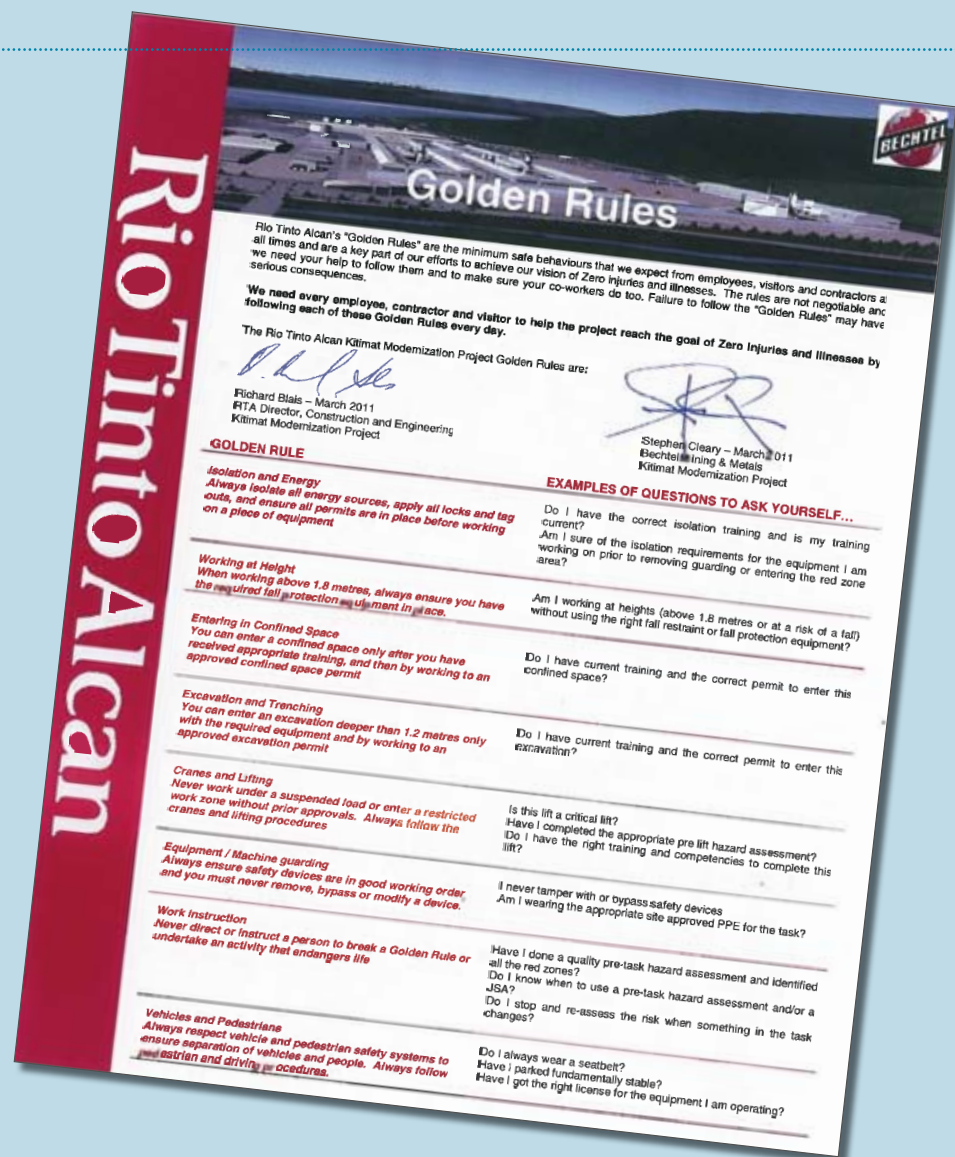 RioTintoAlcan
BECHTEL
Golden Rules
Rio Tinto Alcan's "Golden Rules" are the minimum safe behaviours that we expect from employees, visitors and contractors a
all times and are a key part of our efforts to achieve our vision of Zero injuries and illnesses. The rules are not negotiable and
we need your help to follow them and to make sure your co-workers do too. Failure to follow the "Golden Rules" may have
serious consequences.
We need every employee, contractor and visitor to help the project reach the goal of Zero Injuries and Illnesses by
following each of these Golden Rules every day.
The Rio Tinto Alcan Kitimat Modernization Project Golden Rules are:
Richard Blais – March 2011
RTA Director, Construction and Engineering
Kitimat Modernization Project
Stephen Cleary – March 2011
Bechtel Mining & Metals
Kitimat Modernization Project
GOLDEN RULE
EXAMPLES OF QUESTIONS TO ASK YOURSELF...
Isolation and Energy
Always isolate all energy sources, apply all locks and tag
outs, and ensure all permits are in place before working
on a piece of equipment
Do I have the correct isolation training and is my training
current?
Am I sure of the isolation requirements for the equipment I am
working on prior to removing guarding or entering the red zone
area?
Working at Height
When working above 1.8 metres, always ensure you have
the required fall protection equipment in place.
Am I working at heights (above 1.8 metres or at a risk of a fall)
without using the right fall restraint or fall protection equipment?
Entering in Confined Space
You can enter a confined space only after you have
received appropriate training, and then by working to an
approved confined space permit
Do I have current training and the correct permit to enter this
confined space?
Excavation and Trenching
You can enter an excavation deeper than 1.2 metres only
with the required equipment and by working to an
approved excavation permit
Do I have current training and the correct permit to enter this
excavation?
Cranes and Lifting
Never work under a suspended load or enter a restricted
work zone without prior approvals. Always follow the
cranes and lifting procedures
Is this lift a critical lift?
Have I completed the appropriate pre lift hazard assessment?
Do I have the right training and competencies to complete this
lift?
Equipment / Machine guarding
Always ensure safety devices are in good working order
and you must never remove, bypass or modify a device.
I never tamper with or bypass safety devices
Am I wearing the appropriate site approved PPE for the task?
Work Instruction
Never direct or instruct a person to break a Golden Rule or
undertake an activity that endangers life
Have I done a quality pre-task hazard assessment and identified
all the red zones?
Do I know when to use a pre-task hazard assessment and/or a
JSA?
Do I stop and re-assess the risk when something in the task
changes?
Vehicles and Pedestrians
Always respect vehicle and pedestrian safety systems to
ensure separation of vehicles and people. Always follow
pedestrian and driving procedures.
Do I always wear a seatbelt?
Have I parked fundamentally stable?
Have I got the right license for the equipment I am operating?